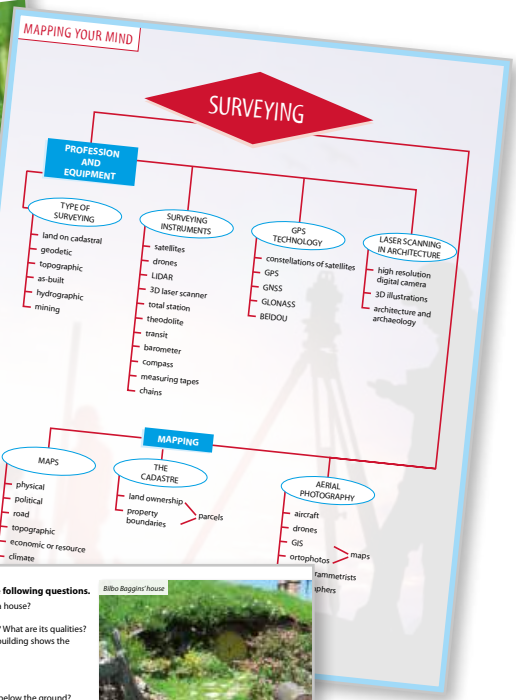 MAPPING YOUR MIND
SURVEYING
PROFESSION
AND
EQUIPMENT
TYPE OF
SURVEYING
land on cadastral
geodetic
topographic
as-built
hydrographic
mining
SURVEYING
INSTRUMENTS
satellites
drones
LIDAR
3D laser scanner
total station
theodolite
transit
barometer
compass
measuring tapes
chains
GPS
TECHNOLOGY
constellations of satellites
GPS
GNSS
GLONASS
BEIDOU
LASER SCANNING
IN ARCHITECTURE
high resolution
digital camera
3D illustrations
architecture and
archaeology
MAPPING
MAPS
physical
political
road
topographic
economic or resource
climate
THE
CADASTRE
land ownership
property
boundaries
parcels
AERIAL
PHOTOGRAPHY
aircraft
drones
GIS
orthophotos
maps
following questions.
house?
What are its qualities?
building shows the
below the ground?
Bilbo Baggins' house